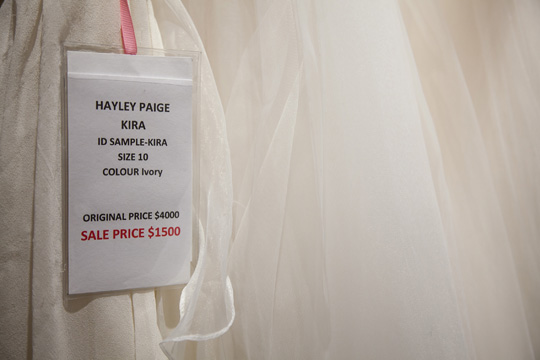 HAYLEY PAIGE
KIRA
ID SAMPLE-KIRA
SIZE 10
COLOUR Ivory
ORIGINAL PRICE $4000
SALE PRICE $1500